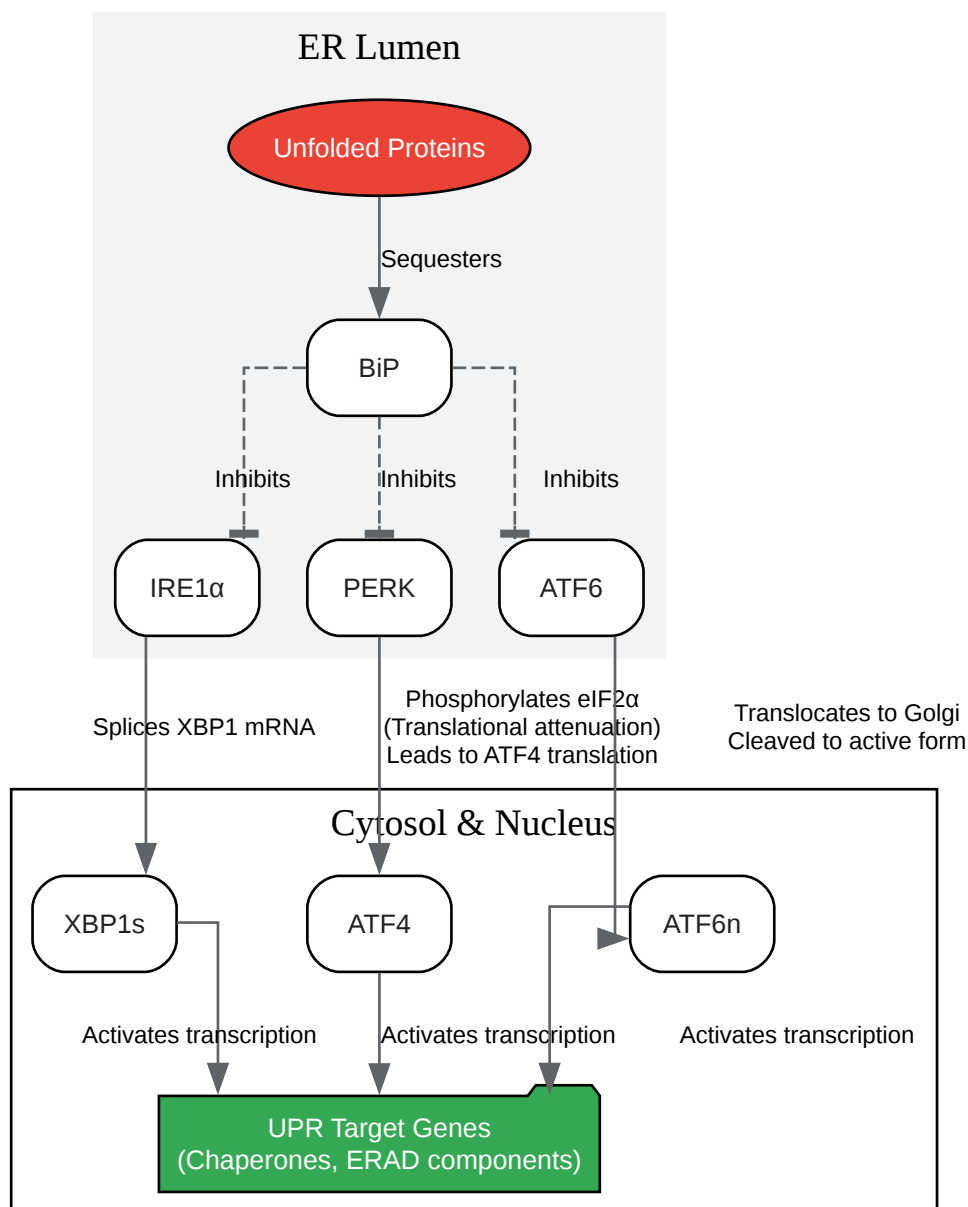 ER Lumen
Unfolded Proteins
Sequesters
BiP
Inhibits
Inhibits
Inhibits
IRE1α
PERK
ATF6
Splices XBP1 mRNA
Phosphorylates eIF2α
(Translational attenuation)
Leads to ATF4 translation
Translocates to Golgi
Cleaved to active form
Cytosol & Nucleus
XBP1s
ATF4
ATF6n
Activates transcription
Activates transcription
Activates transcription
UPR Target Genes
(Chaperones, ERAD components)